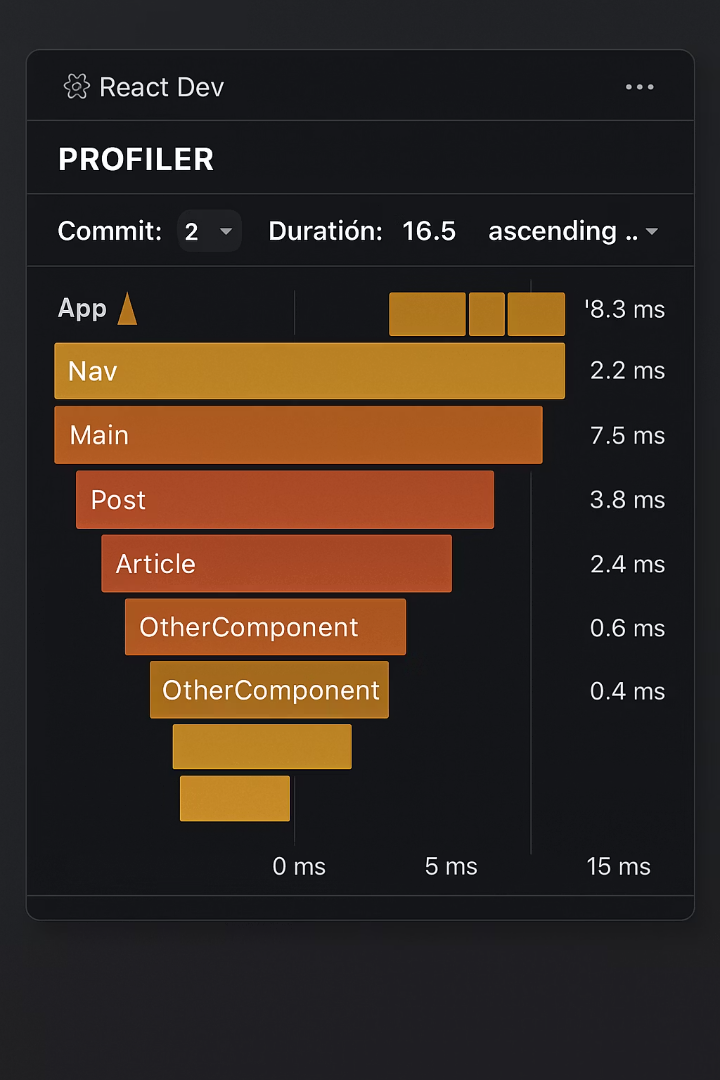 React Dev
PROFILER
Commit: 2 Duratión: 16.5 ascending ..
App '8.3 ms
Nav 2.2 ms
Main 7.5 ms
Post 3.8 ms
Article 2.4 ms
OtherComponent 0.6 ms
OtherComponent 0.4 ms
0 ms 5 ms 15 ms